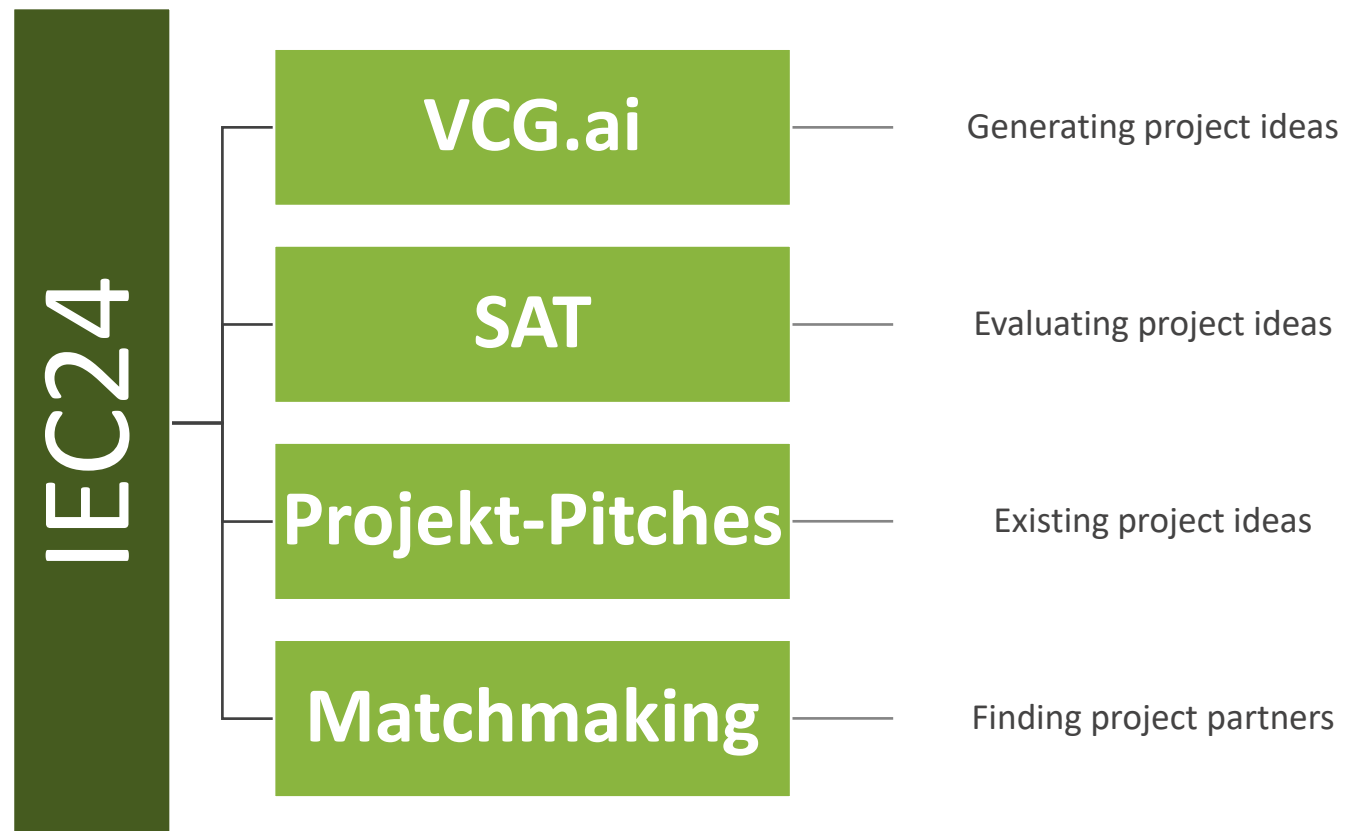 IEC24
VCG.ai
Generating project ideas
SAT
Evaluating project ideas
Projekt-Pitches
Existing project ideas
Matchmaking
Finding project partners